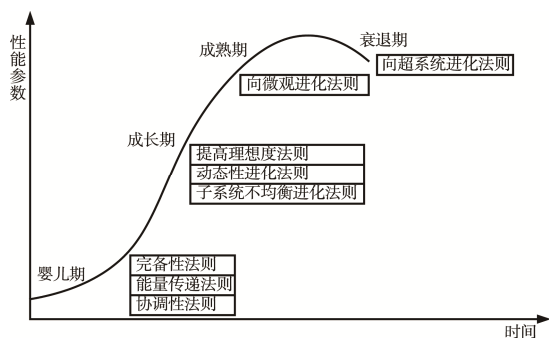 性能参数
成熟期
衰退期
向超系统进化法则
向微观进化法则
成长期
提高理想度法则
动态性进化法则
子系统不均衡进化法则
婴儿期
完备性法则
能量传递法则
协调性法则
时间